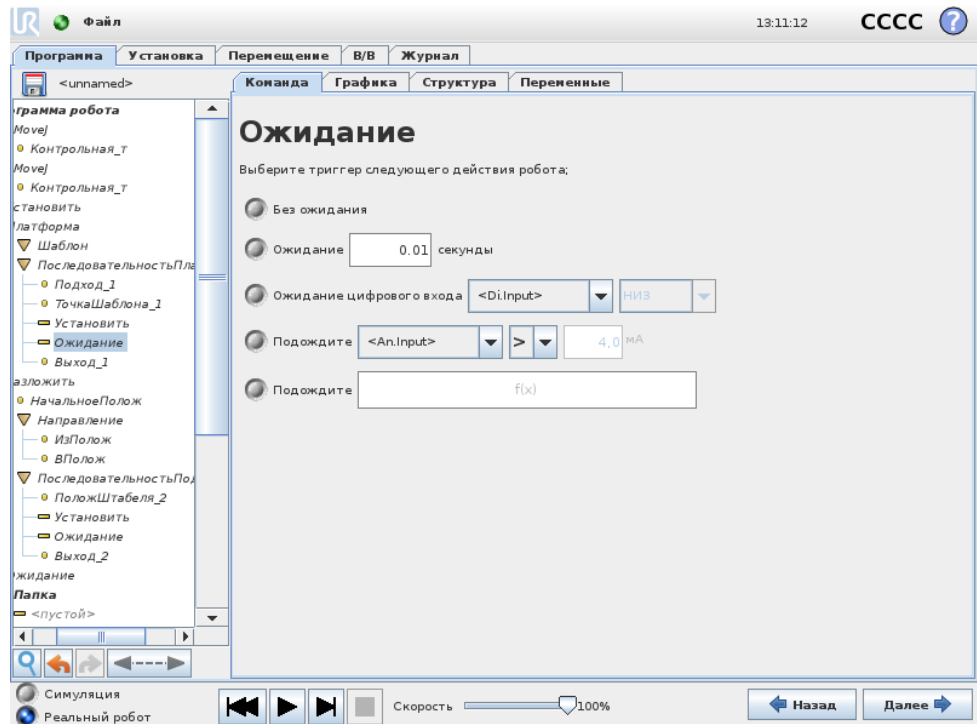 UR Файл 13:11:12 CCCC ?
Программа Установка Перемещение В/В Журнал
<unnamed>
Команда Графика Структура Переменные
ограмма робота
MoveJ
Контрольная_т
MoveJ
Контрольная_т
становить
Платформа
Шаблон
ПоследовательностьПла
Подход_1
ТочкаШаблона_1
Установить
Ожидание
Выход_1
азложить
НачальноеПолож
Направление
ИзПолож
ВПолож
ПоследовательностьПод
ПоложШтабеля_2
Установить
Ожидание
Выход_2
жидание
Папка
<пустой>
Ожидание
Выберите триггер следующего действия робота;
Без ожидания
Ожидание 0.01 секунды
Ожидание цифрового входа <Di.Input> НИЗ
Подождите <An.Input> > 4,0 мА
Подождите f(x)
Симуляция
Реальный робот
Скорость 100%
Назад Далее